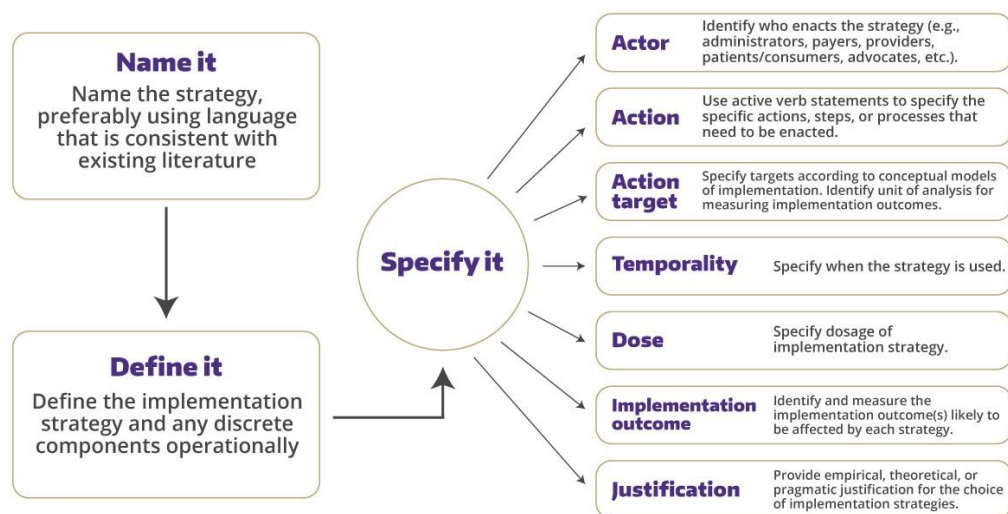 Name it
Name the strategy,
preferably using language
that is consistent with
existing literature
Define it
Define the implementation
strategy and any discrete
components operationally
Specify it
Actor
Identify who enacts the strategy (e.g.,
administrators, payers, providers,
patients/consumers, advocates, etc.).
Action
Use active verb statements to specify the
specific actions, steps, or processes that
need to be enacted.
Action
target
Specify targets according to conceptual models
of implementation. Identify unit of analysis for
measuring implementation outcomes.
Temporality
Specify when the strategy is used.
Dose
Specify dosage of
implementation strategy.
Implementation
outcome
Identify and measure the
implementation outcome(s) likely to
be affected by each strategy.
Justification
Provide empirical, theoretical, or
pragmatic justification for the choice
of implementation strategies.